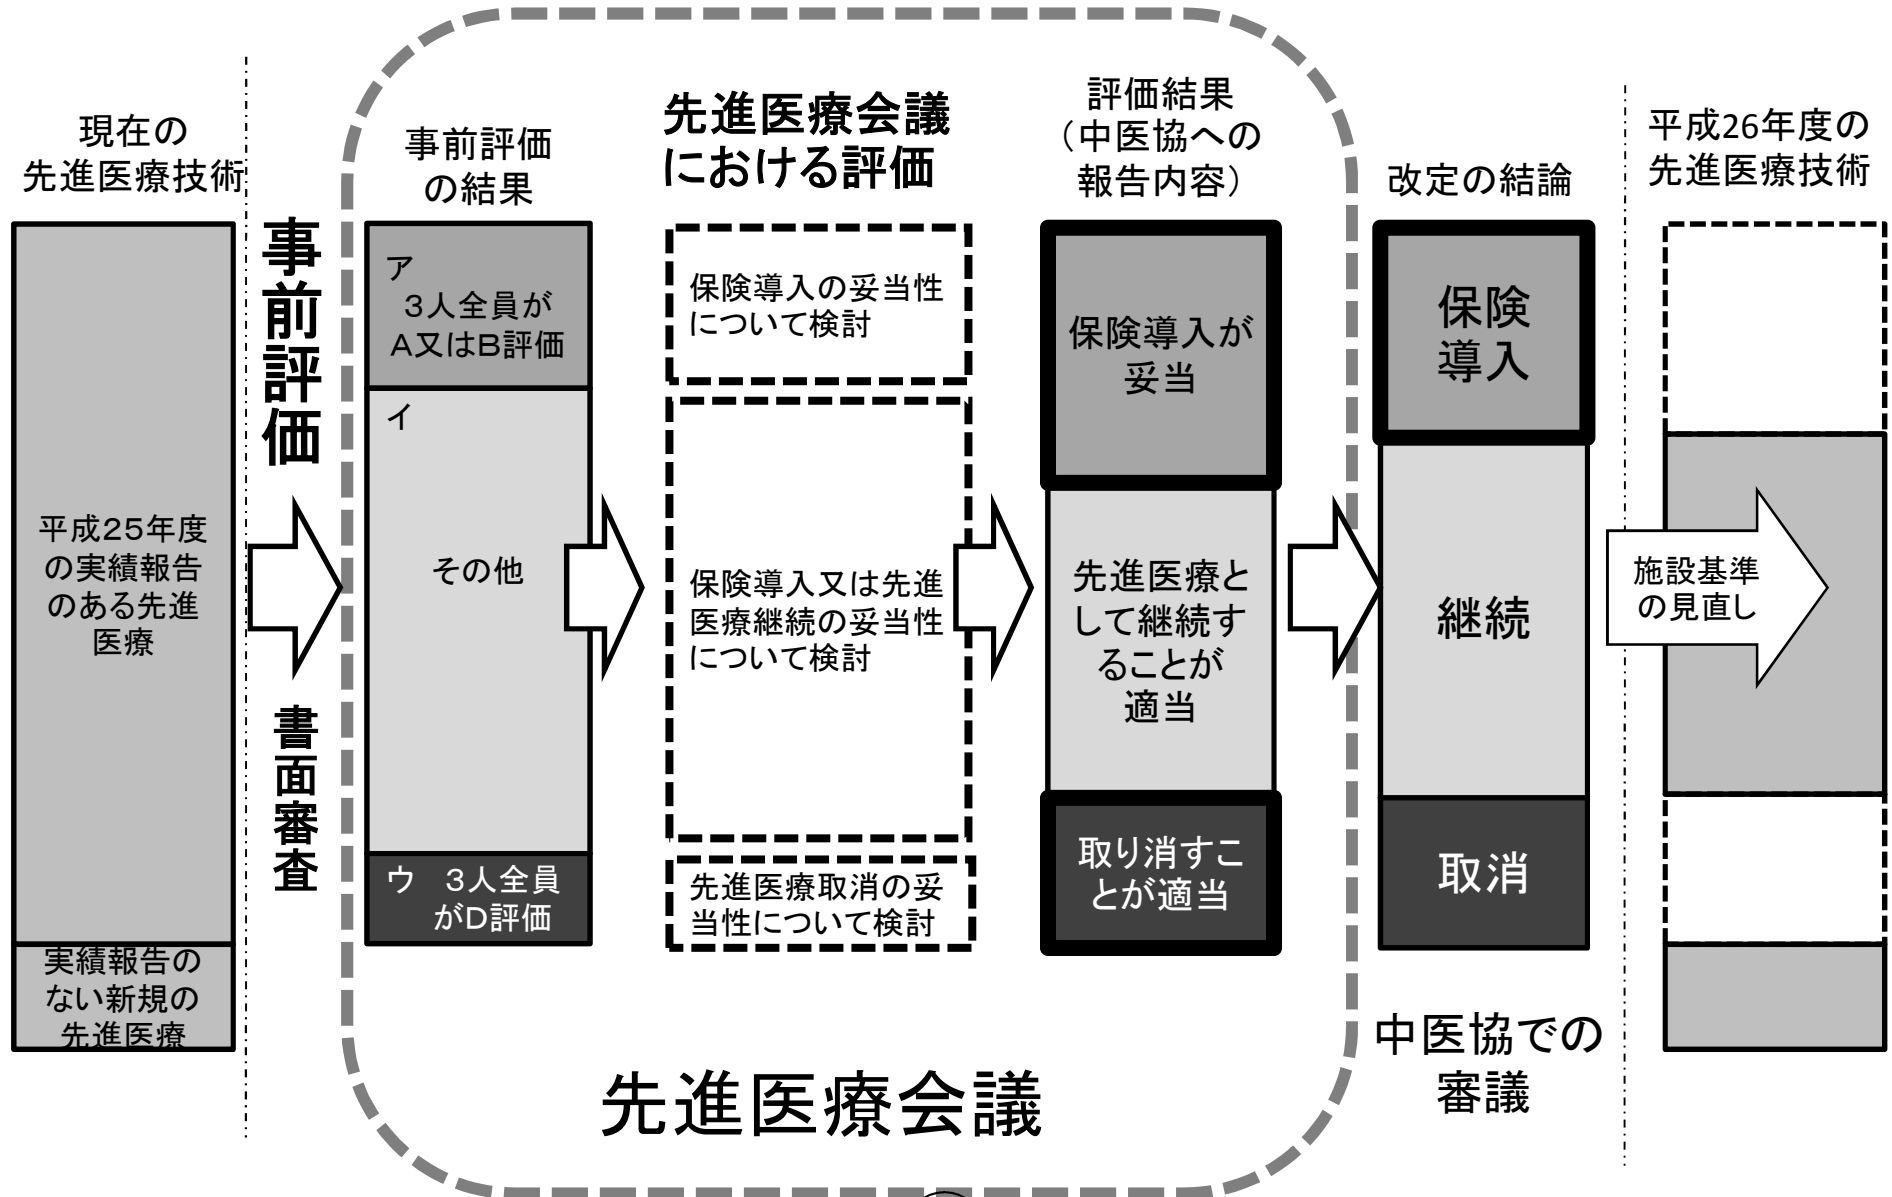 現在の
先進医療技術
平成25年度
の実績報告
のある先進
医療
実績報告の
ない新規の
先進医療
事前評価
書面審査
事前評価
の結果
ア
3人全員が
A又はB評価
イ
その他
ウ 3人全員
がD評価
先進医療会議
における評価
保険導入の妥当性
について検討
保険導入又は先進
医療継続の妥当性
について検討
先進医療取消の妥
当性について検討
評価結果
（中医協への
報告内容）
保険導入が
妥当
先進医療と
して継続す
ることが
適当
取り消すこ
とが適当
先進医療会議
改定の結論
保険
導入
継続
取消
中医協での
審議
平成26年度の
先進医療技術
施設基準
の見直し